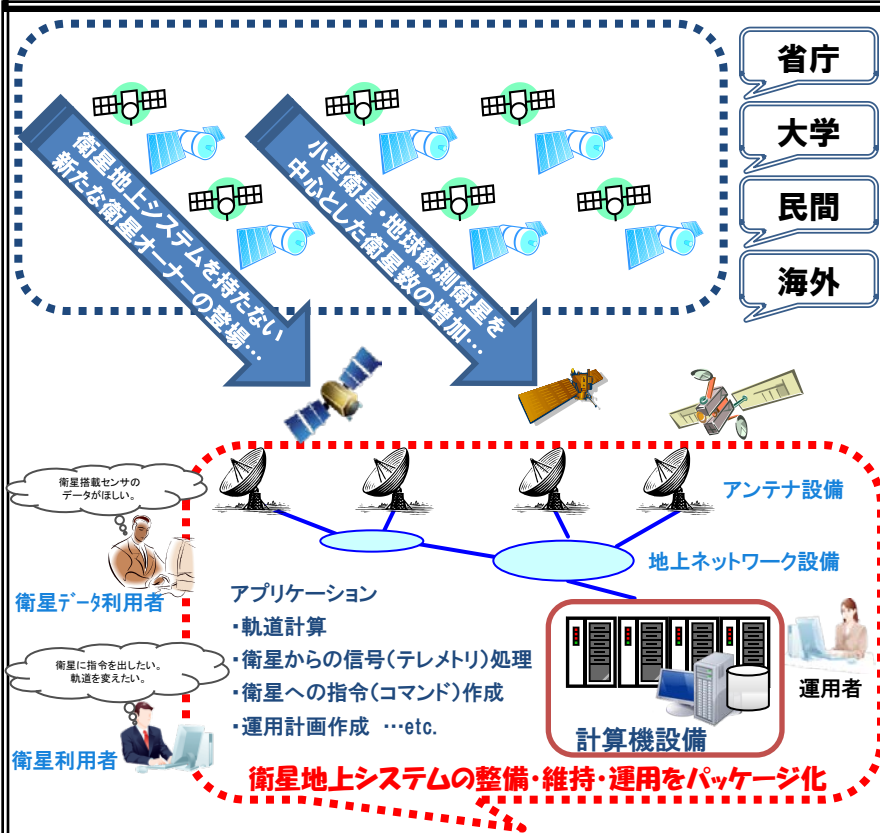 省庁
大学
民間
海外
衛星地上システムを持たない
新たな衛星オーナーの登場…
小型衛星・地球観測衛星を
中心とした衛星数の増加…
衛星搭載センサの
データがほしい。
衛星データ利用者
衛星に指令を出したい。
軌道を変えたい。
衛星利用者
アンテナ設備
地上ネットワーク設備
アプリケーション
・軌道計算
・衛星からの信号(テレメトリ)処理
・衛星への指令(コマンド)作成
・運用計画作成 …etc.
計算機設備
運用者
衛星地上システムの整備・維持・運用をパッケージ化